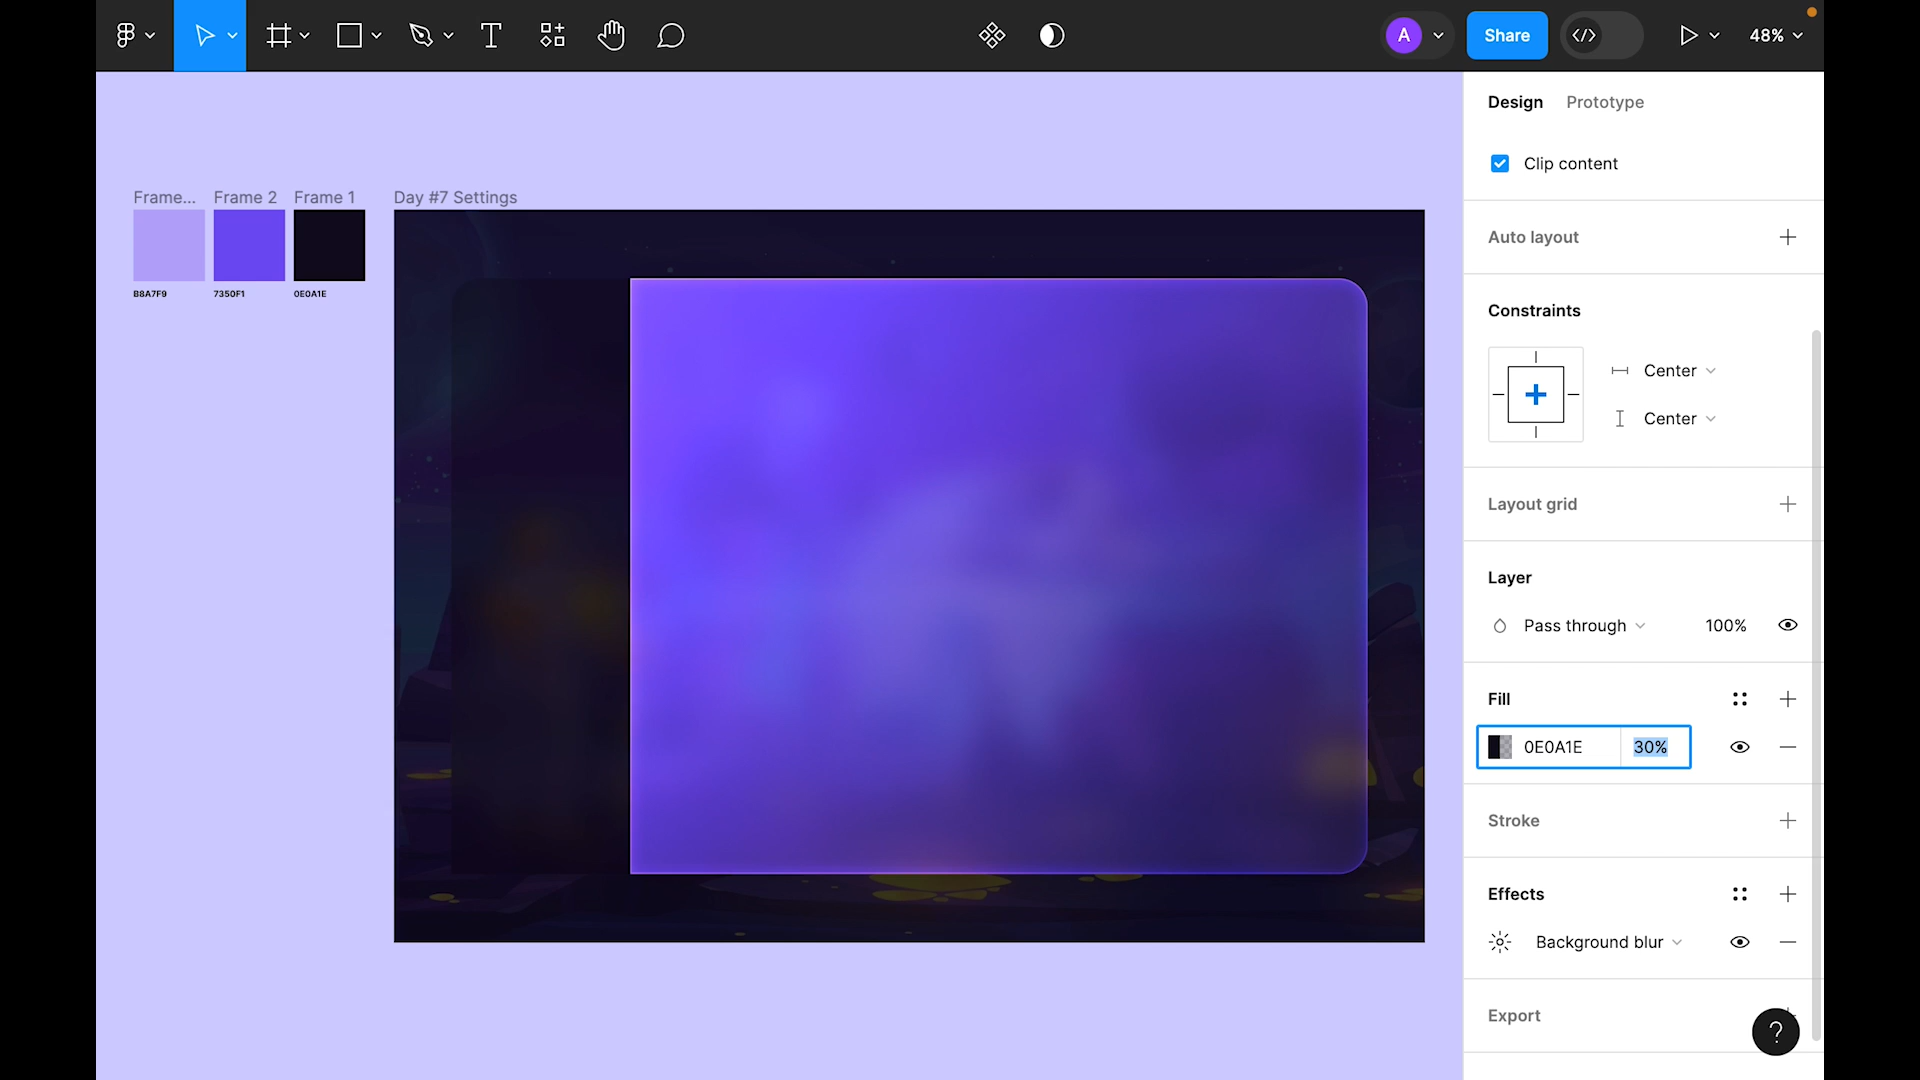 A
Share
48%
Design Prototype
Clip content
Frame... Frame 2 Frame 1 Day #7 Settings
Auto layout
B8A7F9 7350F1 0E0A1E
Constraints
Center
Center
Layout grid
Layer
Pass through 100%
Fill
0E0A1E 30%
Stroke
Effects
Background blur
Export
?